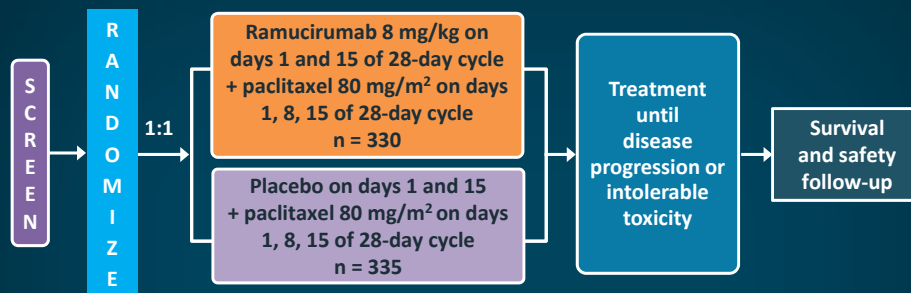 SCREEN
RANDOMIZE
1:1
Ramucirumab 8 mg/kg on
days 1 and 15 of 28-day cycle
+ paclitaxel 80 mg/m² on days
1, 8, 15 of 28-day cycle
n = 330
Placebo on days 1 and 15
+ paclitaxel 80 mg/m² on days
1, 8, 15 of 28-day cycle
n = 335
Treatment
until
disease
progression or
intolerable
toxicity
Survival
and safety
follow-up